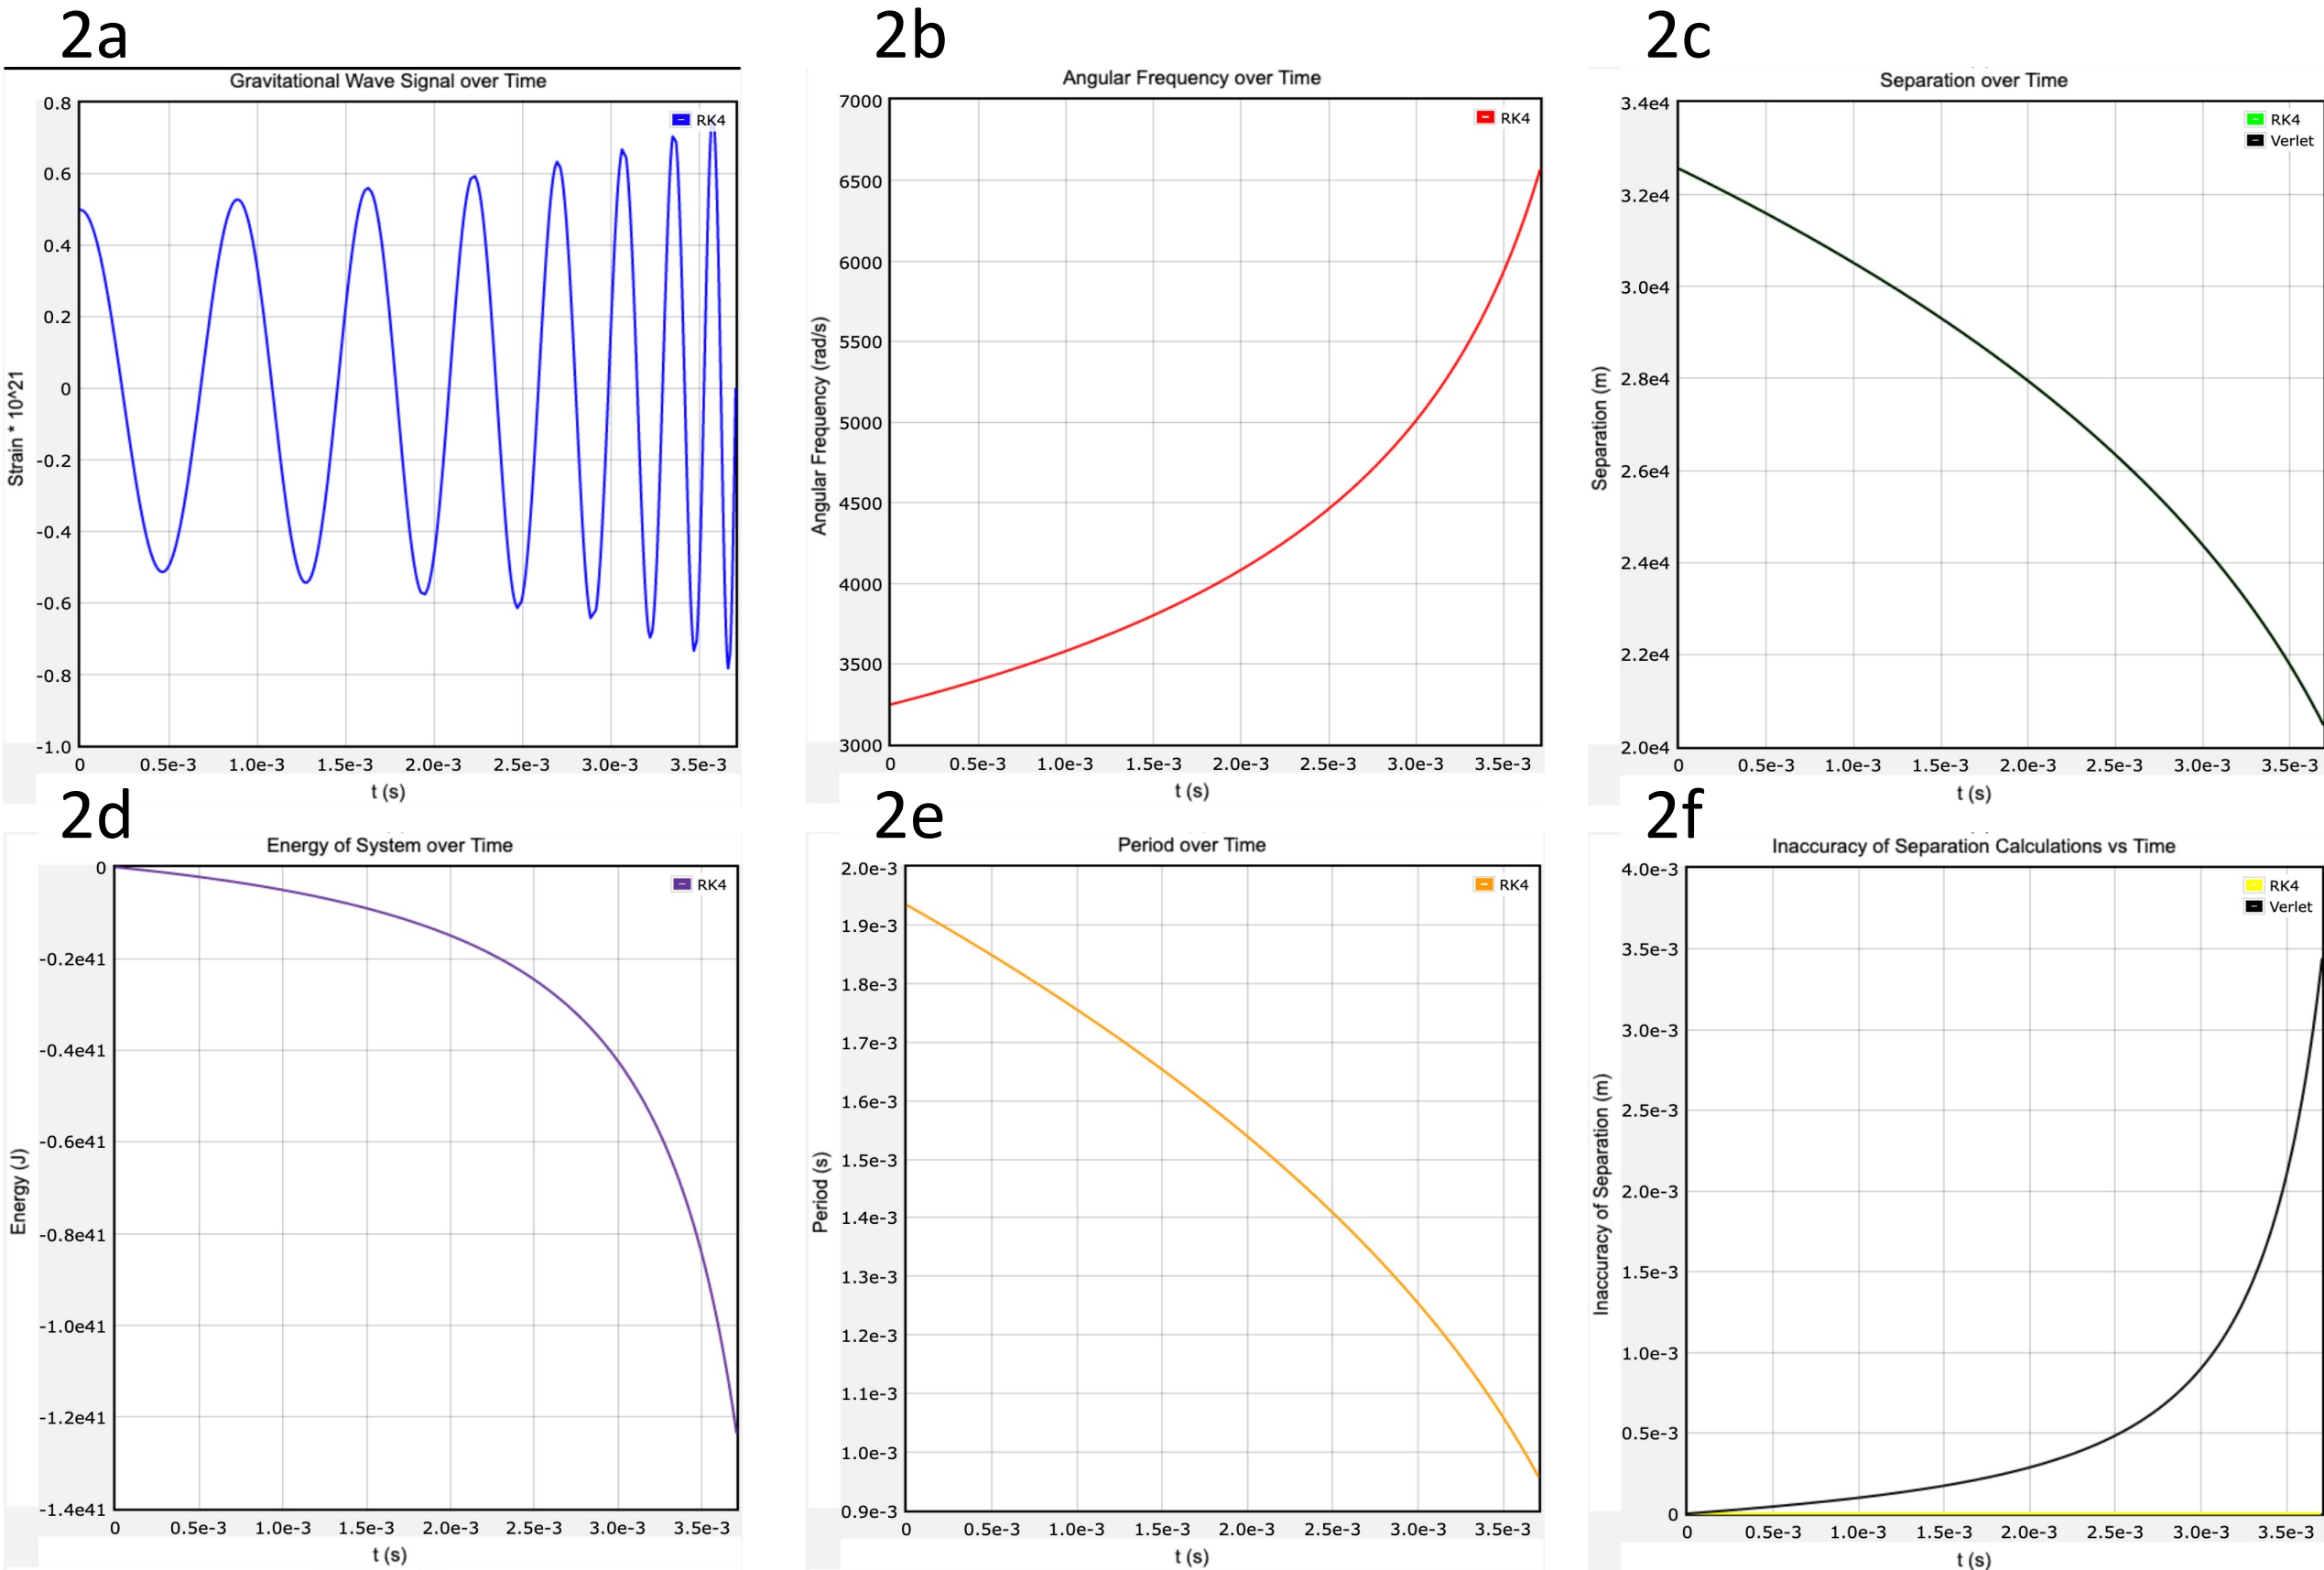 2a
Gravitational Wave Signal over Time
RK4
0.8
0.6
0.4
0.2
0
-0.2
-0.4
-0.6
-0.8
-1.0
Strain * 10^21
0 0.5e-3 1.0e-3 1.5e-3 2.0e-3 2.5e-3 3.0e-3 3.5e-3
t (s)
2b
Angular Frequency over Time
RK4
7000
6500
6000
5500
5000
4500
4000
3500
3000
Angular Frequency (rad/s)
0 0.5e-3 1.0e-3 1.5e-3 2.0e-3 2.5e-3 3.0e-3 3.5e-3
t (s)
2c
Separation over Time
RK4
Verlet
3.4e4
3.2e4
3.0e4
2.8e4
2.6e4
2.4e4
2.2e4
2.0e4
Separation (m)
0 0.5e-3 1.0e-3 1.5e-3 2.0e-3 2.5e-3 3.0e-3 3.5e-3
t (s)
2d
Energy of System over Time
RK4
0
-0.2e41
-0.4e41
-0.6e41
-0.8e41
-1.0e41
-1.2e41
-1.4e41
Energy (J)
0 0.5e-3 1.0e-3 1.5e-3 2.0e-3 2.5e-3 3.0e-3 3.5e-3
t (s)
2e
Period over Time
RK4
2.0e-3
1.9e-3
1.8e-3
1.7e-3
1.6e-3
1.5e-3
1.4e-3
1.3e-3
1.2e-3
1.1e-3
1.0e-3
0.9e-3
Period (s)
0 0.5e-3 1.0e-3 1.5e-3 2.0e-3 2.5e-3 3.0e-3 3.5e-3
t (s)
2f
Inaccuracy of Separation Calculations vs Time
RK4
Verlet
4.0e-3
3.5e-3
3.0e-3
2.5e-3
2.0e-3
1.5e-3
1.0e-3
0.5e-3
0
Inaccuracy of Separation (m)
0 0.5e-3 1.0e-3 1.5e-3 2.0e-3 2.5e-3 3.0e-3 3.5e-3
t (s)